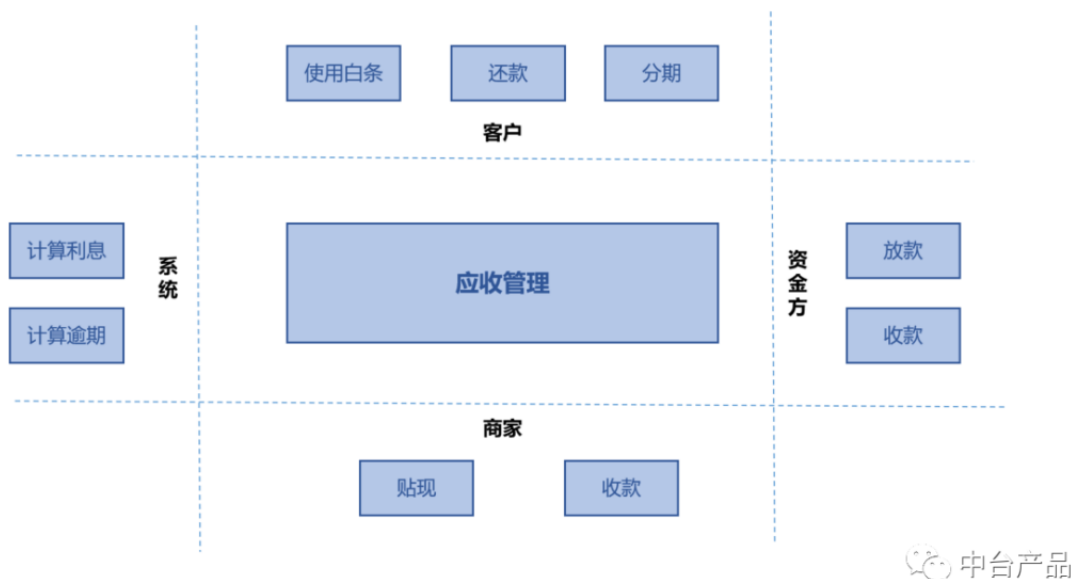 使用白条
还款
分期
客户
计算利息
计算逾期
系统
应收管理
资金方
放款
收款
商家
贴现
收款
中台产品